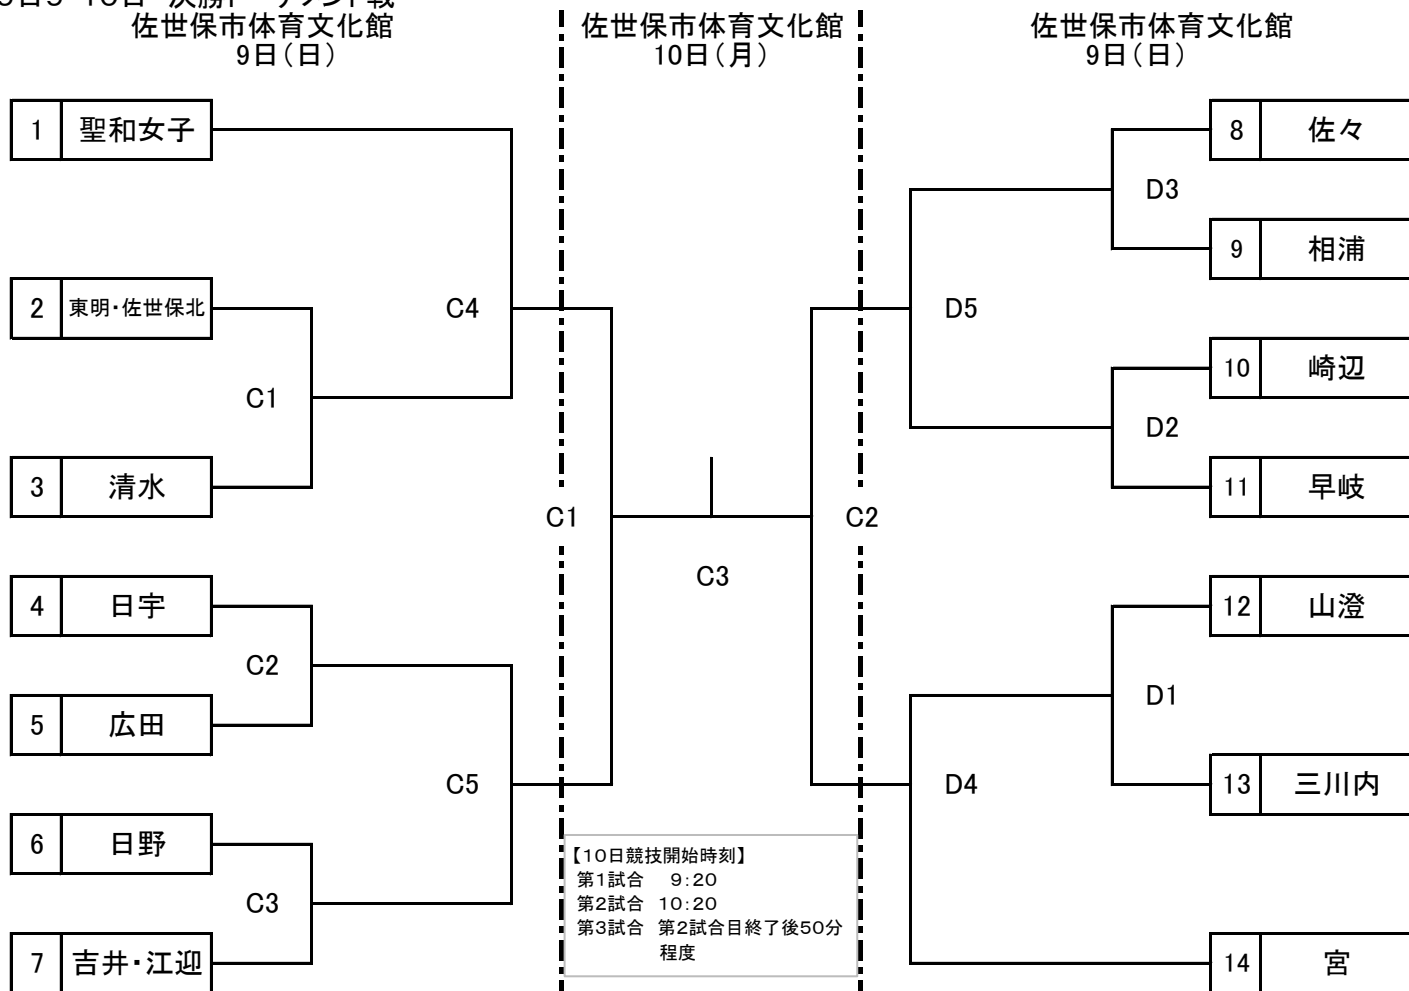 佐世保市体育文化館
9日(日)
佐世保市体育文化館
10日(月)
佐世保市体育文化館
9日(日)
1 聖和女子
2 東明・佐世保北
3 清水
4 日宇
5 広田
6 日野
7 吉井・江迎
C4
C1
C2
C5
C3
C1
C3
C2
D3
D5
D2
D1
D4
8 佐々
9 相浦
10 崎辺
11 早岐
12 山澄
13 三川内
14 宮
【10日競技開始時刻】
第1試合 9:20
第2試合 10:20
第3試合 第2試合目終了後50分
程度